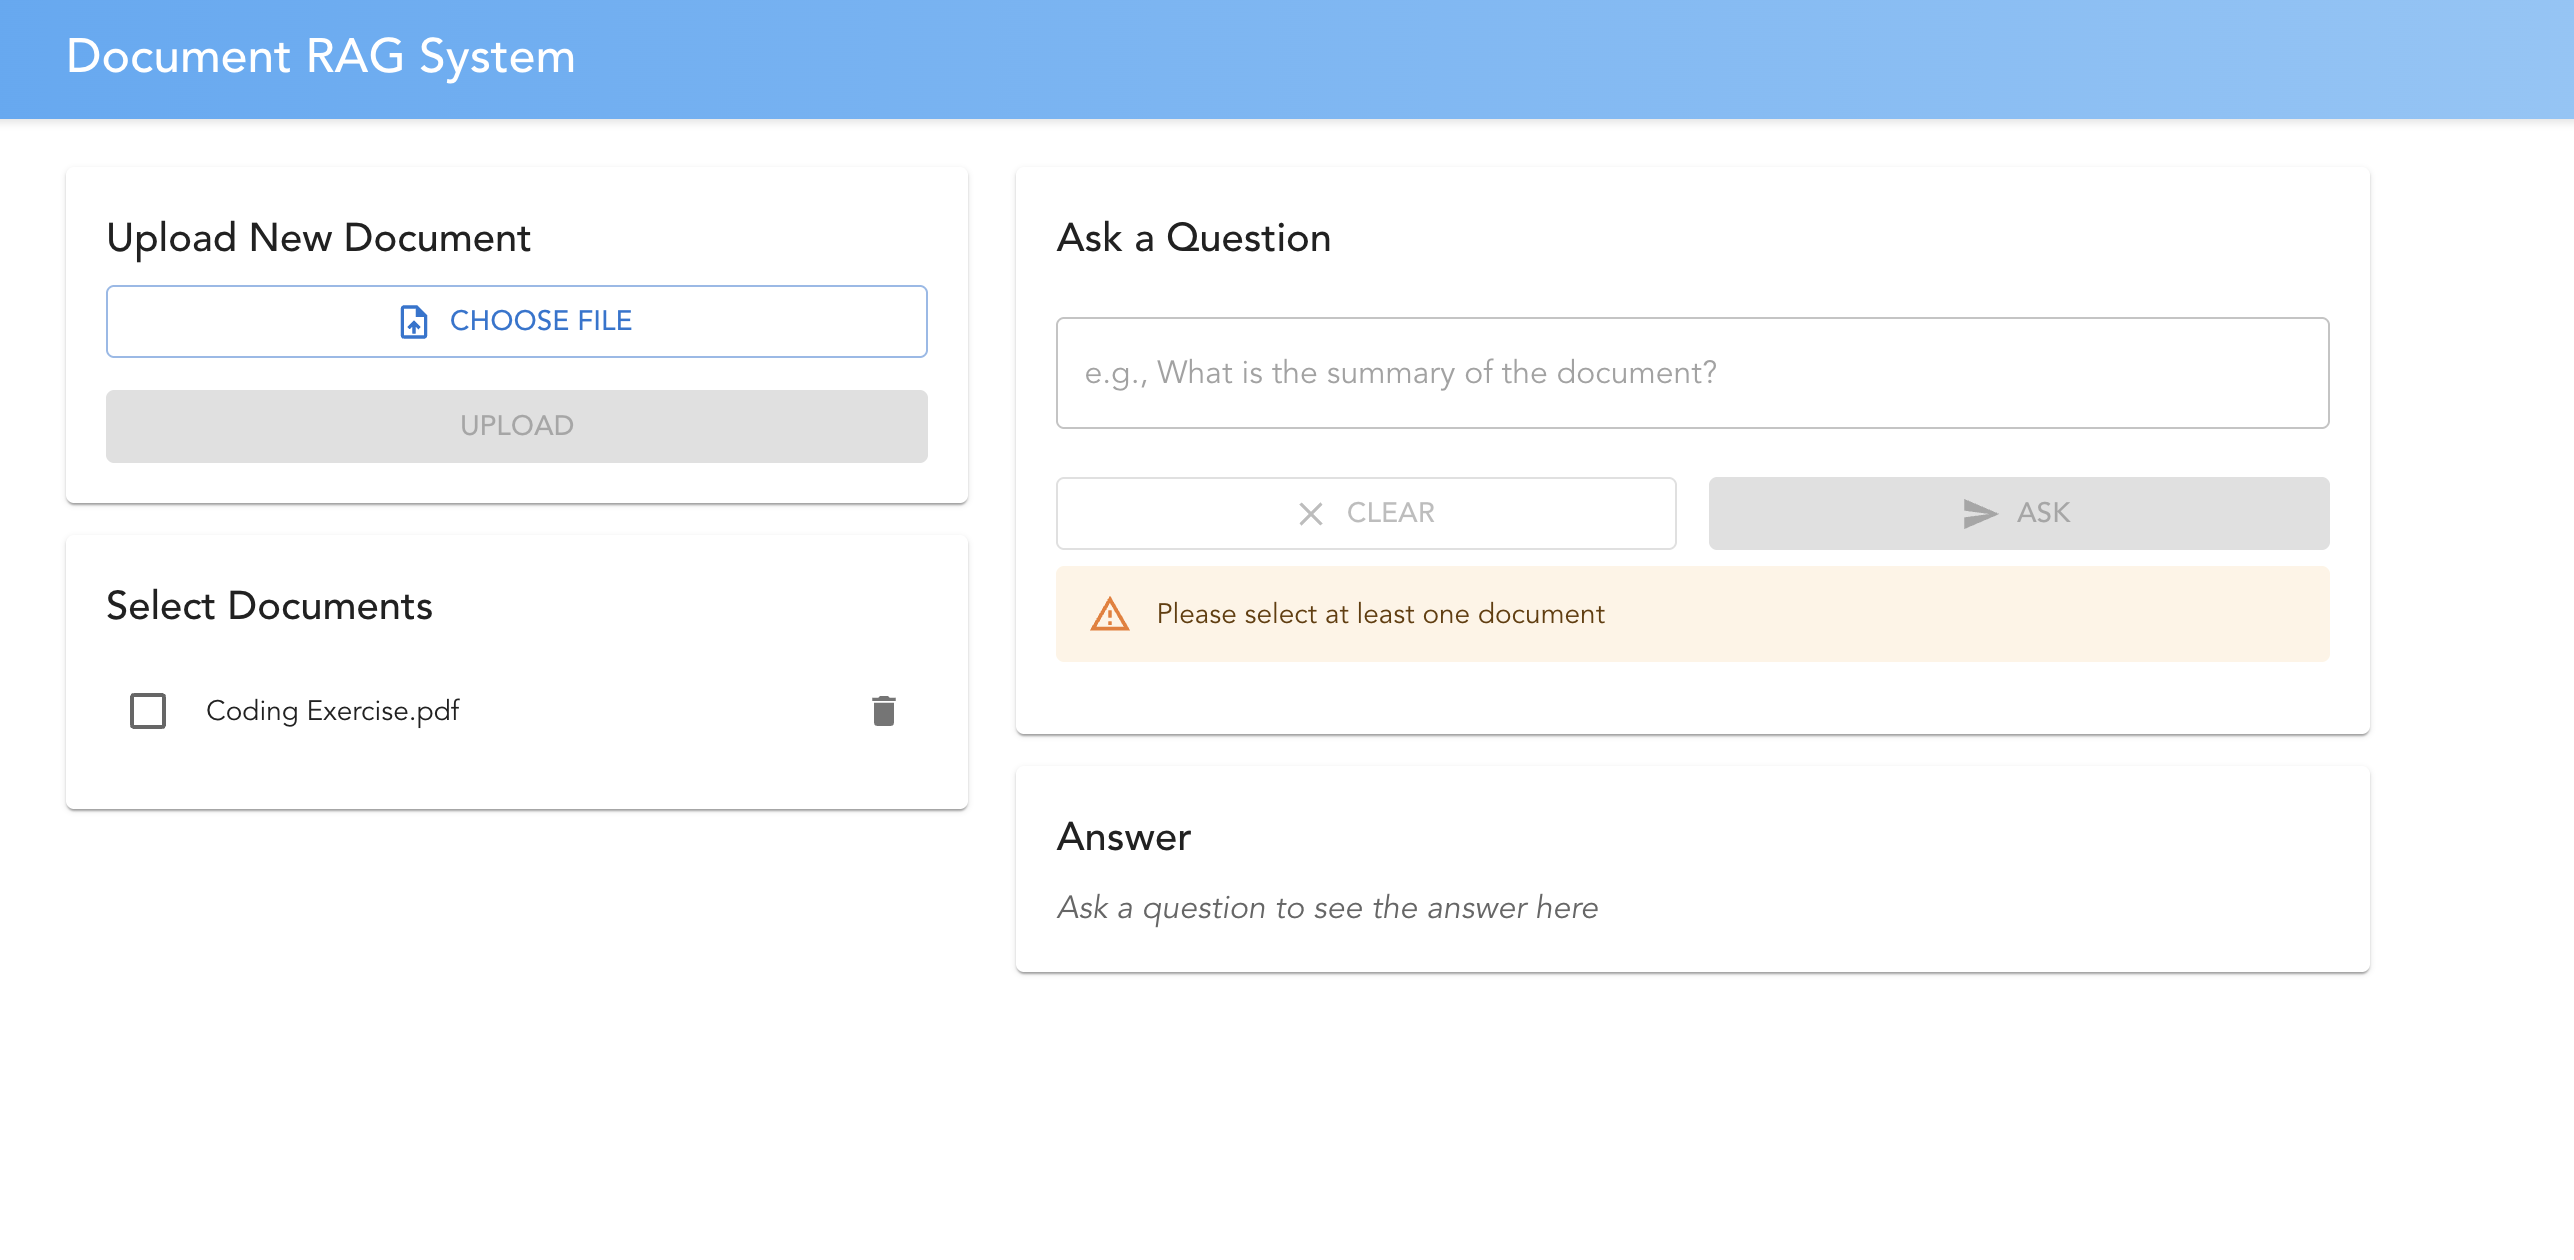 Document RAG System
Upload New Document
CHOOSE FILE
UPLOAD
Select Documents
Coding Exercise.pdf
Ask a Question
e.g., What is the summary of the document?
CLEAR
ASK
Please select at least one document
Answer
Ask a question to see the answer here